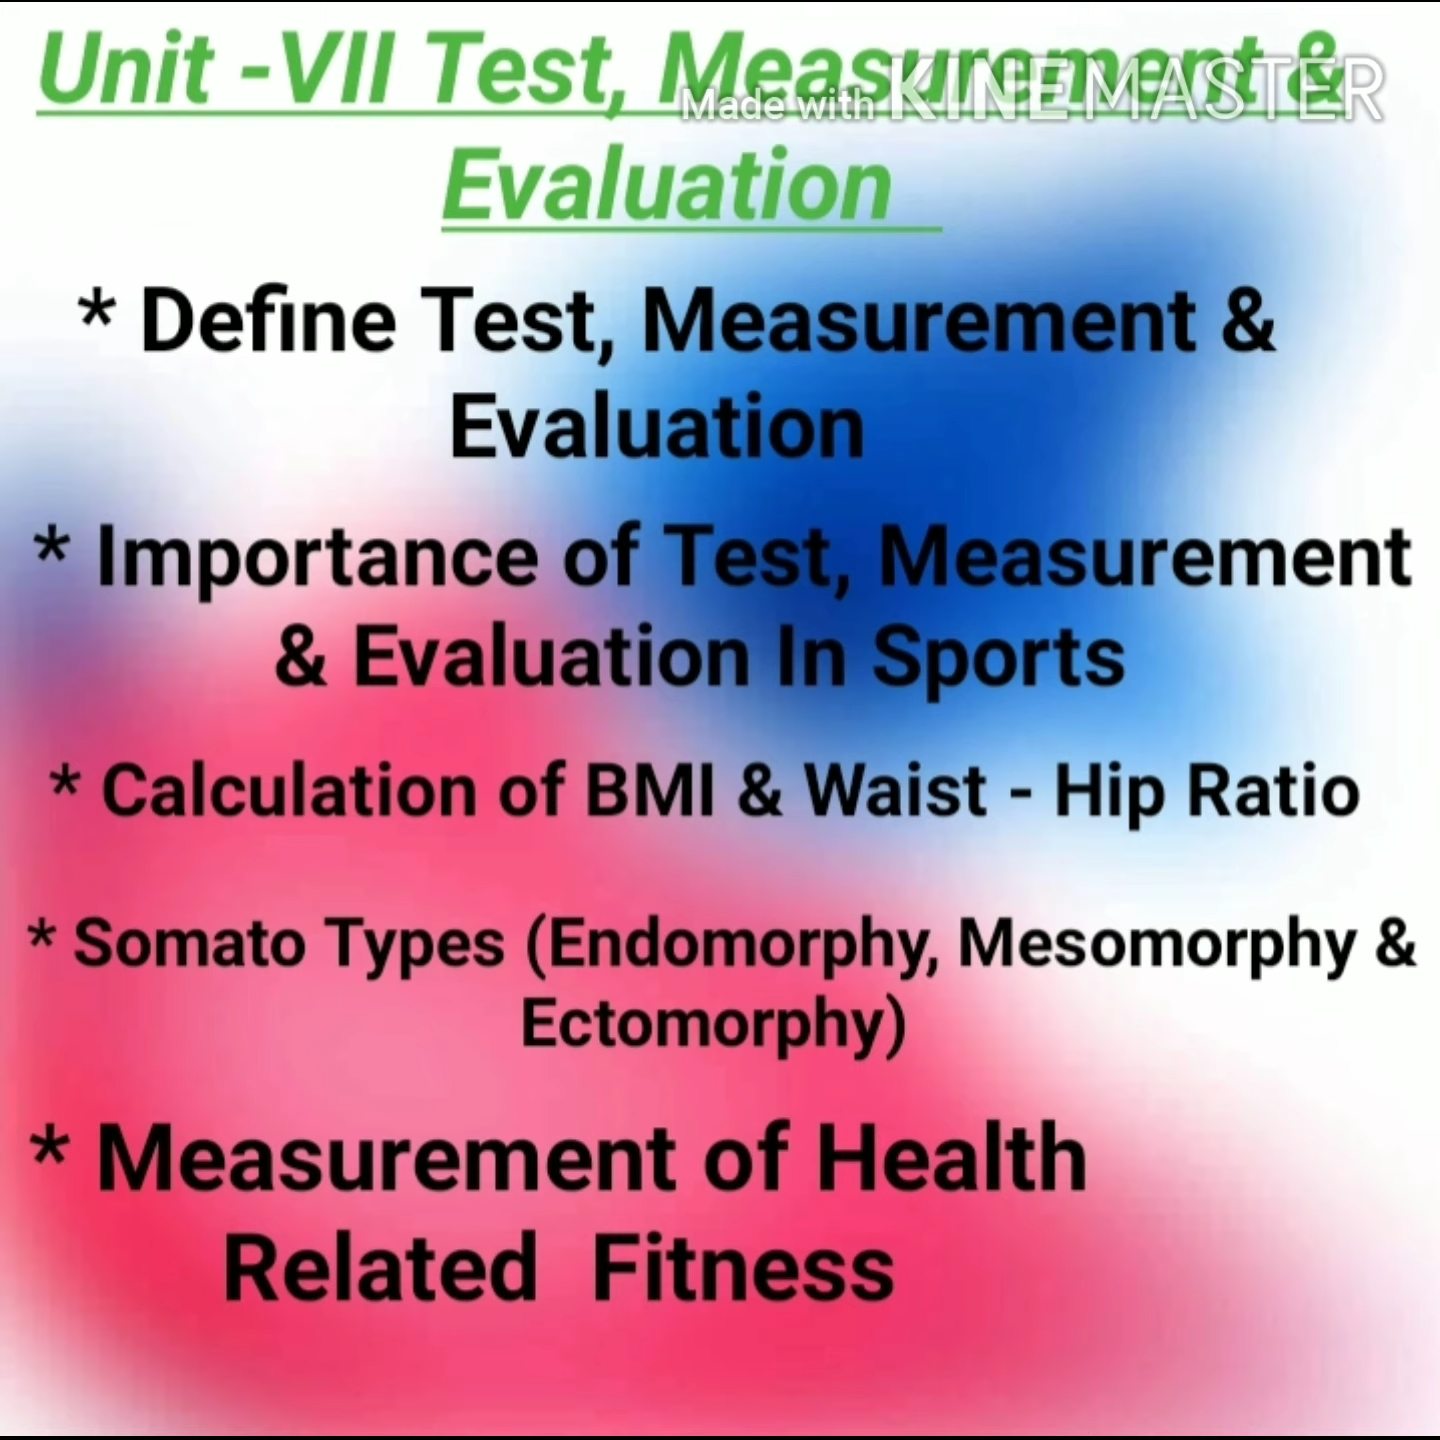 Unit -VII Test, Measurement &
Made with KINEMASTER
Evaluation
* Define Test, Measurement &
Evaluation
* Importance of Test, Measurement
& Evaluation In Sports
* Calculation of BMI & Waist - Hip Ratio
* Somato Types (Endomorphy, Mesomorphy &
Ectomorphy)
* Measurement of Health
Related Fitness